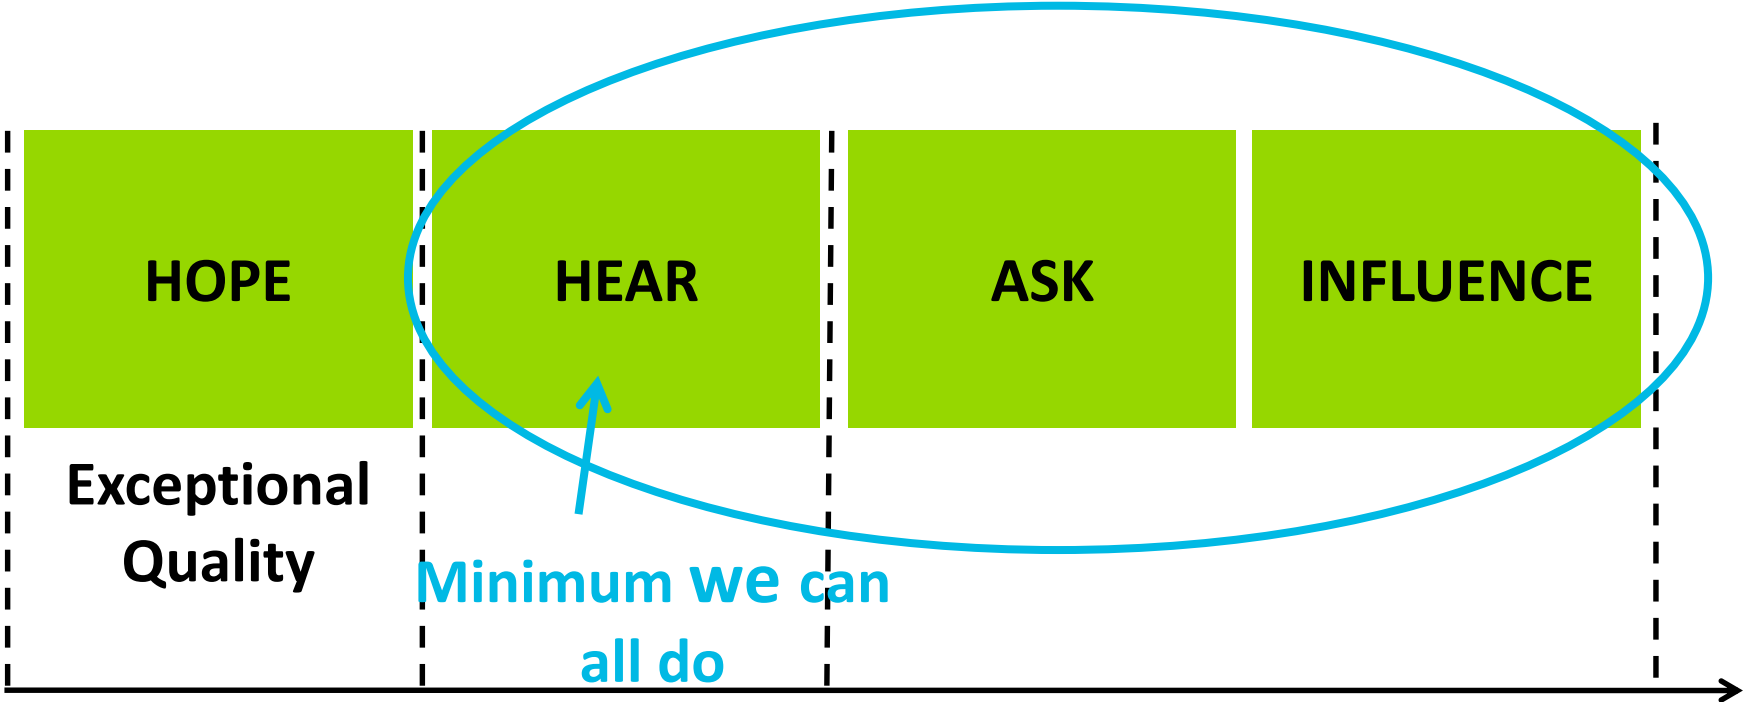 HOPE
HEAR
ASK
INFLUENCE
Exceptional
Quality
Minimum we can
all do